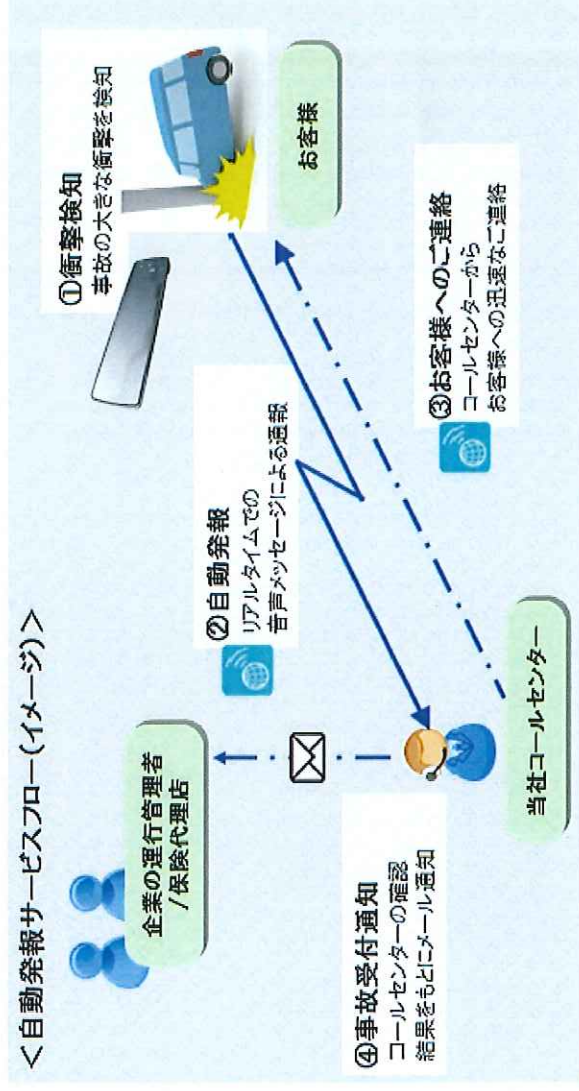 ＜自動発報サービスフロー（イメージ）＞
①衝撃検知
事故の大きな衝撃を検知
お客様
②自動発報
リアルタイムでの
音声メッセージによる通報
③お客様へのご連絡
コールセンターから
お客様への迅速なご連絡
当社コールセンター
④事故受付通知
コールセンターの確認
結果をもとにメール通知
企業の運行管理者
/保険代理店